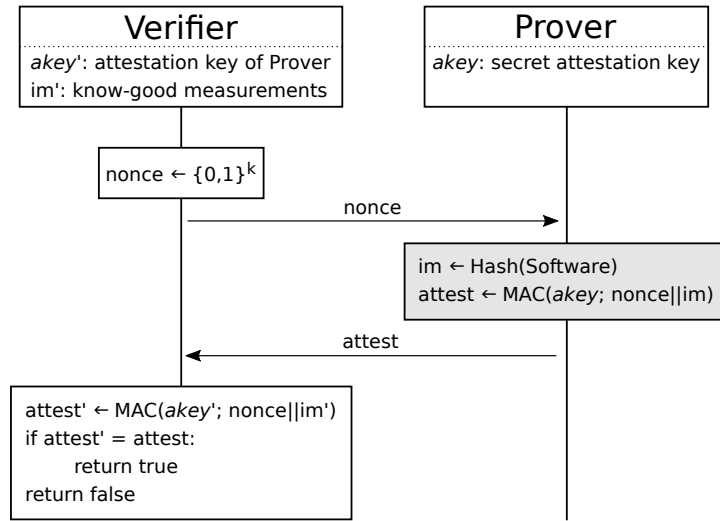 Verifier
akey': attestation key of Prover
im': know-good measurements
Prover
akey: secret attestation key
nonce ← {0,1}^k
nonce
im ← Hash(Software)
attest ← MAC(akey; nonce||im)
attest
attest' ← MAC(akey'; nonce||im')
if attest' = attest:
return true
return false